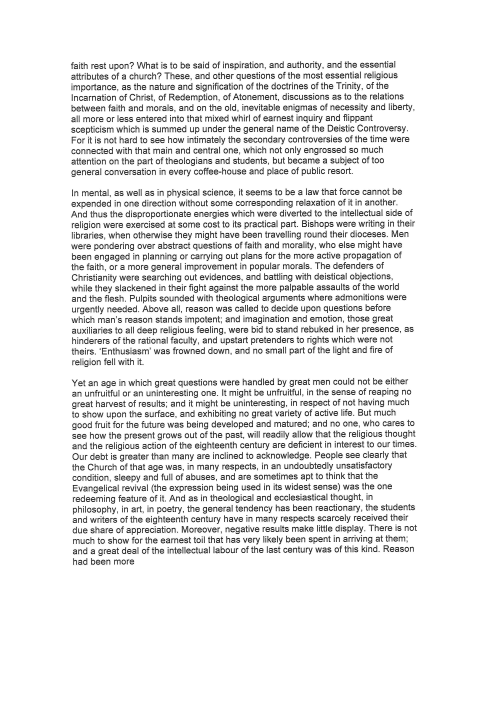 faith rest upon? What is to be said of inspiration, and authority, and the essential
attributes of a church? These, and other questions of the most essential religious
importance, as the nature and signification of the doctrines of the Trinity, of the
Incarnation of Christ, of Redemption, of Atonement, discussions as to the relations
between faith and morals, and on the old, inevitable enigmas of necessity and liberty,
all more or less entered into that mixed whirl of earnest inquiry and flippant
scepticism which is summed up under the general name of the Deistic Controversy.
For it is not hard to see how intimately the secondary controversies of the time were
connected with that main and central one, which not only engrossed so much
attention on the part of theologians and students, but became a subject of too
general conversation in every coffee-house and place of public resort.

In mental, as well as in physical science, it seems to be a law that force cannot be
expended in one direction without some corresponding relaxation of it in another.
And thus the disproportionate energies which were diverted to the intellectual side of
religion were exercised at some cost to its practical part. Bishops were writing in their
libraries, when otherwise they might have been travelling round their dioceses. Men
were pondering over abstract questions of faith and morality, who else might have
been engaged in planning or carrying out plans for the more active propagation of
the faith, or a more general improvement in popular morals. The defenders of
Christianity were searching out evidences, and battling with deistical objections,
while they slackened in their fight against the more palpable assaults of the world
and the flesh. Pulpits sounded with theological arguments where admonitions were
urgently needed. Above all, reason was called to decide upon questions before
which man's reason stands impotent; and imagination and emotion, those great
auxiliaries to all deep religious feeling, were bid to stand rebuked in her presence, as
hinderers of the rational faculty, and upstart pretenders to rights which were not
theirs. 'Enthusiasm' was frowned down, and no small part of the light and fire of
religion fell with it.

Yet an age in which great questions were handled by great men could not be either
an unfruitful or an uninteresting one. It might be unfruitful, in the sense of reaping no
great harvest of results; and it might be uninteresting, in respect of not having much
to show upon the surface, and exhibiting no great variety of active life. But much
good fruit for the future was being developed and matured; and no one, who cares to
see how the present grows out of the past, will readily allow that the religious thought
and the religious action of the eighteenth century are deficient in interest to our times.
Our debt is greater than many are inclined to acknowledge. People see clearly that
the Church of that age was, in many respects, in an undoubtedly unsatisfactory
condition, sleepy and full of abuses, and are sometimes apt to think that the
Evangelical revival (the expression being used in its widest sense) was the one
redeeming feature of it. And as in theological and ecclesiastical thought, in
philosophy, in art, in poetry, the general tendency has been reactionary, the students
and writers of the eighteenth century have in many respects scarcely received their
due share of appreciation. Moreover, negative results make little display. There is not
much to show for the earnest toil that has very likely been spent in arriving at them;
and a great deal of the intellectual labour of the last century was of this kind. Reason
had been more